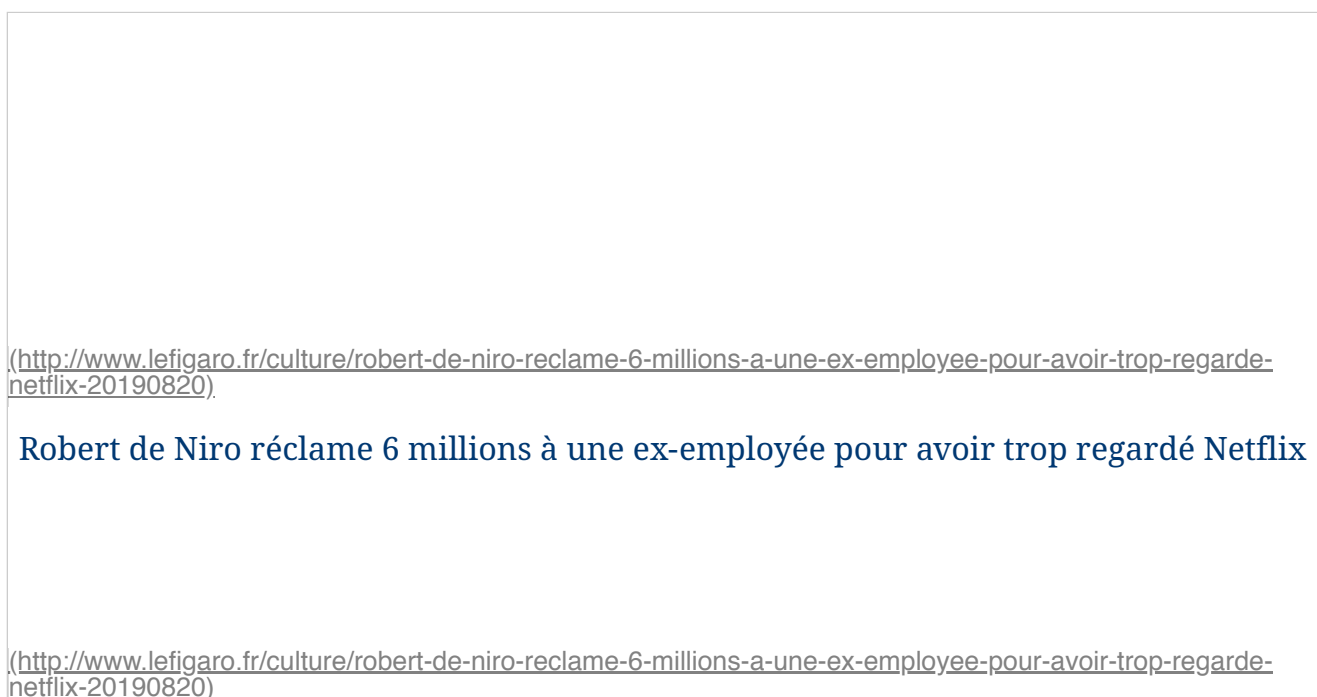 (http://www.lefigaro.fr/culture/robert-de-niro-reclame-6-millions-a-une-ex-employee-pour-avoir-trop-regarde-
netflix-20190820)
Robert de Niro réclame 6 millions à une ex-employée pour avoir trop regardé Netflix
(http://www.lefigaro.fr/culture/robert-de-niro-reclame-6-millions-a-une-ex-employee-pour-avoir-trop-regarde-
netflix-20190820)